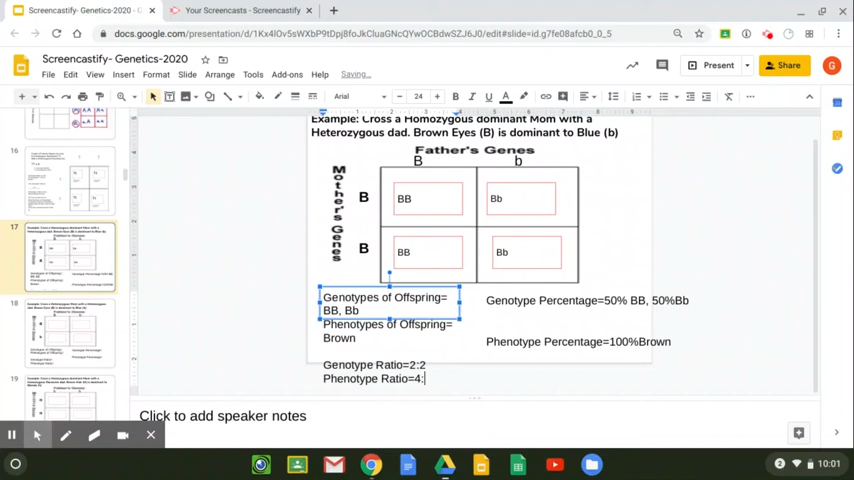 Screencastify- Genetics-2020 - G
Your Screencasts - Screencastify
docs.google.com/presentation/d/1Kx4lOv5sWXbP9tDpj8foJkCluaGNcQYwOCBdwSZJ6J0/edit#slide=id.g7fe08afcb0_0_5
Screencastify- Genetics-2020
File Edit View Insert Format Slide Arrange Tools Add-ons Help Saving...
Present
Share
G
Arial
24
B I U A
Example: Cross a Homozygous dominant Mom with a
Heterozygous dad. Brown Eyes (B) is dominant to Blue (b)
Father's Genes
B b
Mother's Genes
B BB Bb
B BB Bb
Genotypes of Offspring=
BB, Bb
Genotype Percentage=50% BB, 50%Bb
Phenotypes of Offspring=
Brown
Phenotype Percentage=100%Brown
Genotype Ratio=2:2
Phenotype Ratio=4:
16
17
18
19
Click to add speaker notes
2 10:01